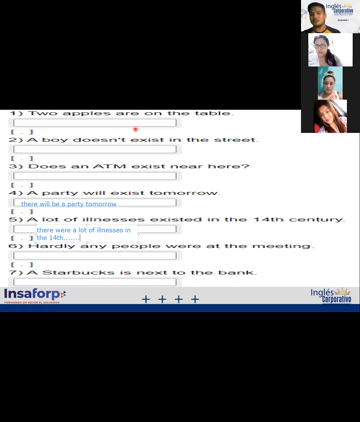 Inglés
Corporativo
1) Two apples are on the table.
[ . ]
2) A boy doesn't exist in the street.
[ . ]
3) Does an ATM exist near here?
[ . ]
4) A party will exist tomorrow.
there will be a party tomorrow
[ . ]
5) A lot of illnesses existed in the 14th century.
there were a lot of illnesses in
the 14th.......
[ . ]
6) Hardly any people were at the meeting.
[ . ]
7) A Starbucks is next to the bank.
Insaforp
Inglés
Corporativo